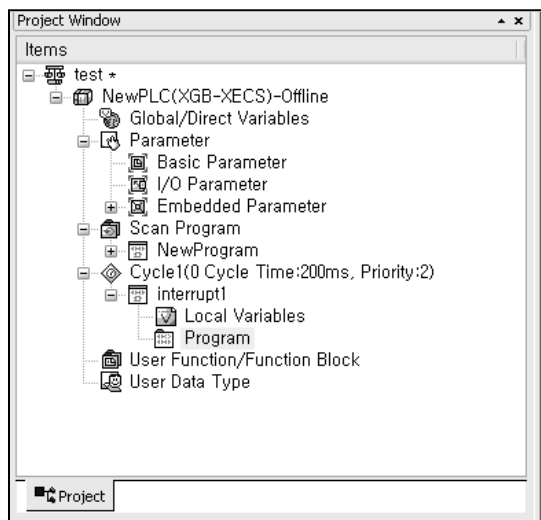 Project Window
Items
test *
NewPLC(XGB-XECS)-Offline
Global/Direct Variables
Parameter
Basic Parameter
I/O Parameter
Embedded Parameter
Scan Program
NewProgram
Cycle1(0 Cycle Time:200ms, Priority:2)
interrupt1
Local Variables
Program
User Function/Function Block
User Data Type
Project